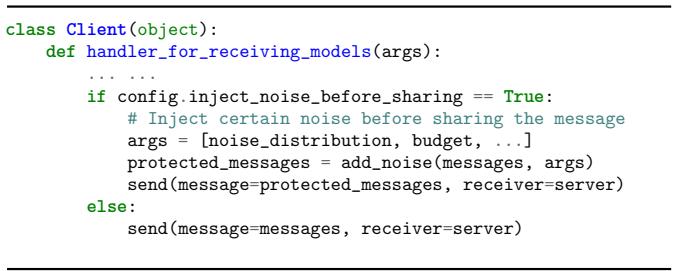 class Client(object):
    def handler_for_receiving_models(args):
        ... ...
        if config.inject_noise_before_sharing == True:
            # Inject certain noise before sharing the message
            args = [noise_distribution, budget, ...]
            protected_messages = add_noise(messages, args)
            send(message=protected_messages, receiver=server)
        else:
            send(message=messages, receiver=server)